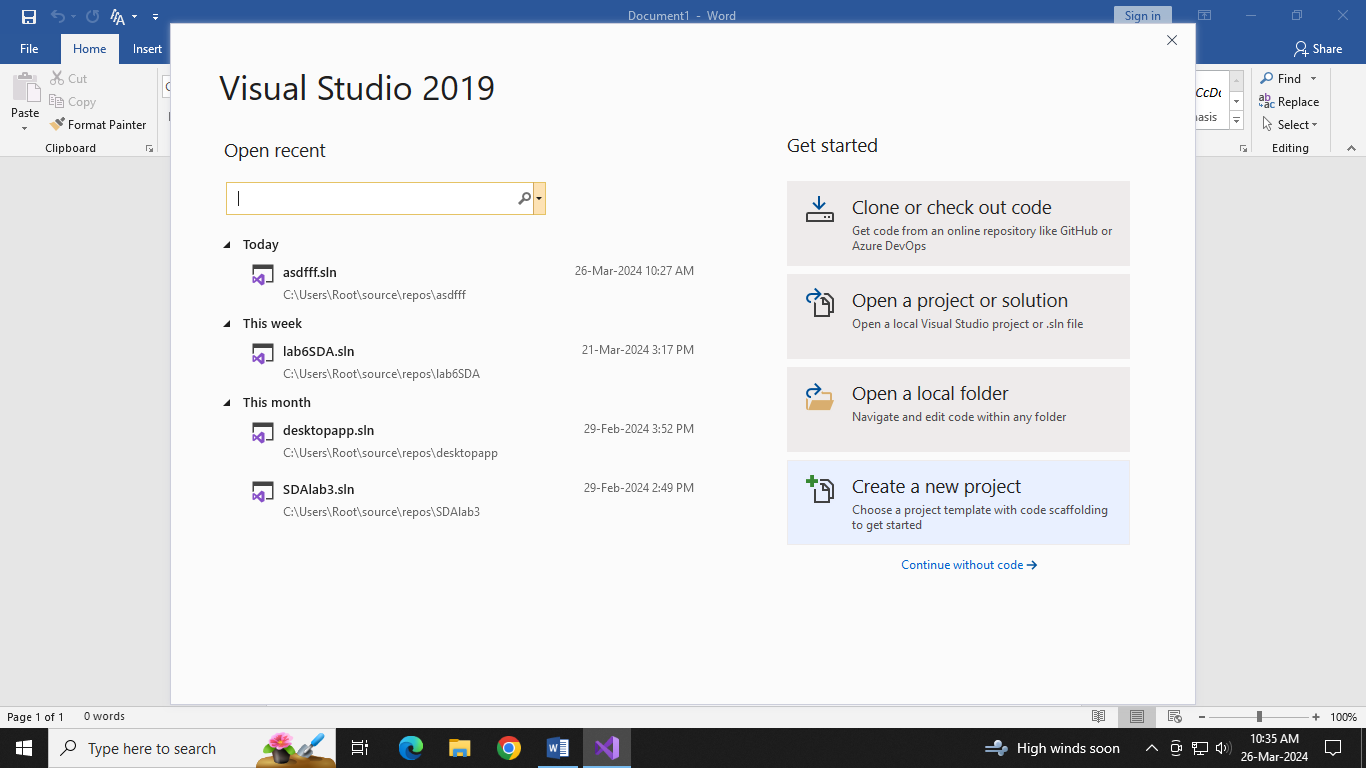 Document1 - Word
Sign in
File
Home
Insert
Share
Visual Studio 2019
Cut
Copy
Paste
Format Painter
Clipboard
Find
Replace
Select
Editing
Open recent
Today
asdfff.sln
26-Mar-2024 10:27 AM
C:\Users\Root\source\repos\asdfff
This week
lab6SDA.sln
21-Mar-2024 3:17 PM
C:\Users\Root\source\repos\lab6SDA
This month
desktopapp.sln
29-Feb-2024 3:52 PM
C:\Users\Root\source\repos\desktopapp
SDAlab3.sln
29-Feb-2024 2:49 PM
C:\Users\Root\source\repos\SDAlab3
Get started
Clone or check out code
Get code from an online repository like GitHub or
Azure DevOps
Open a project or solution
Open a local Visual Studio project or .sln file
Open a local folder
Navigate and edit code within any folder
Create a new project
Choose a project template with code scaffolding
to get started
Continue without code →
Page 1 of 1
0 words
100%
Type here to search
High winds soon
10:35 AM
26-Mar-2024